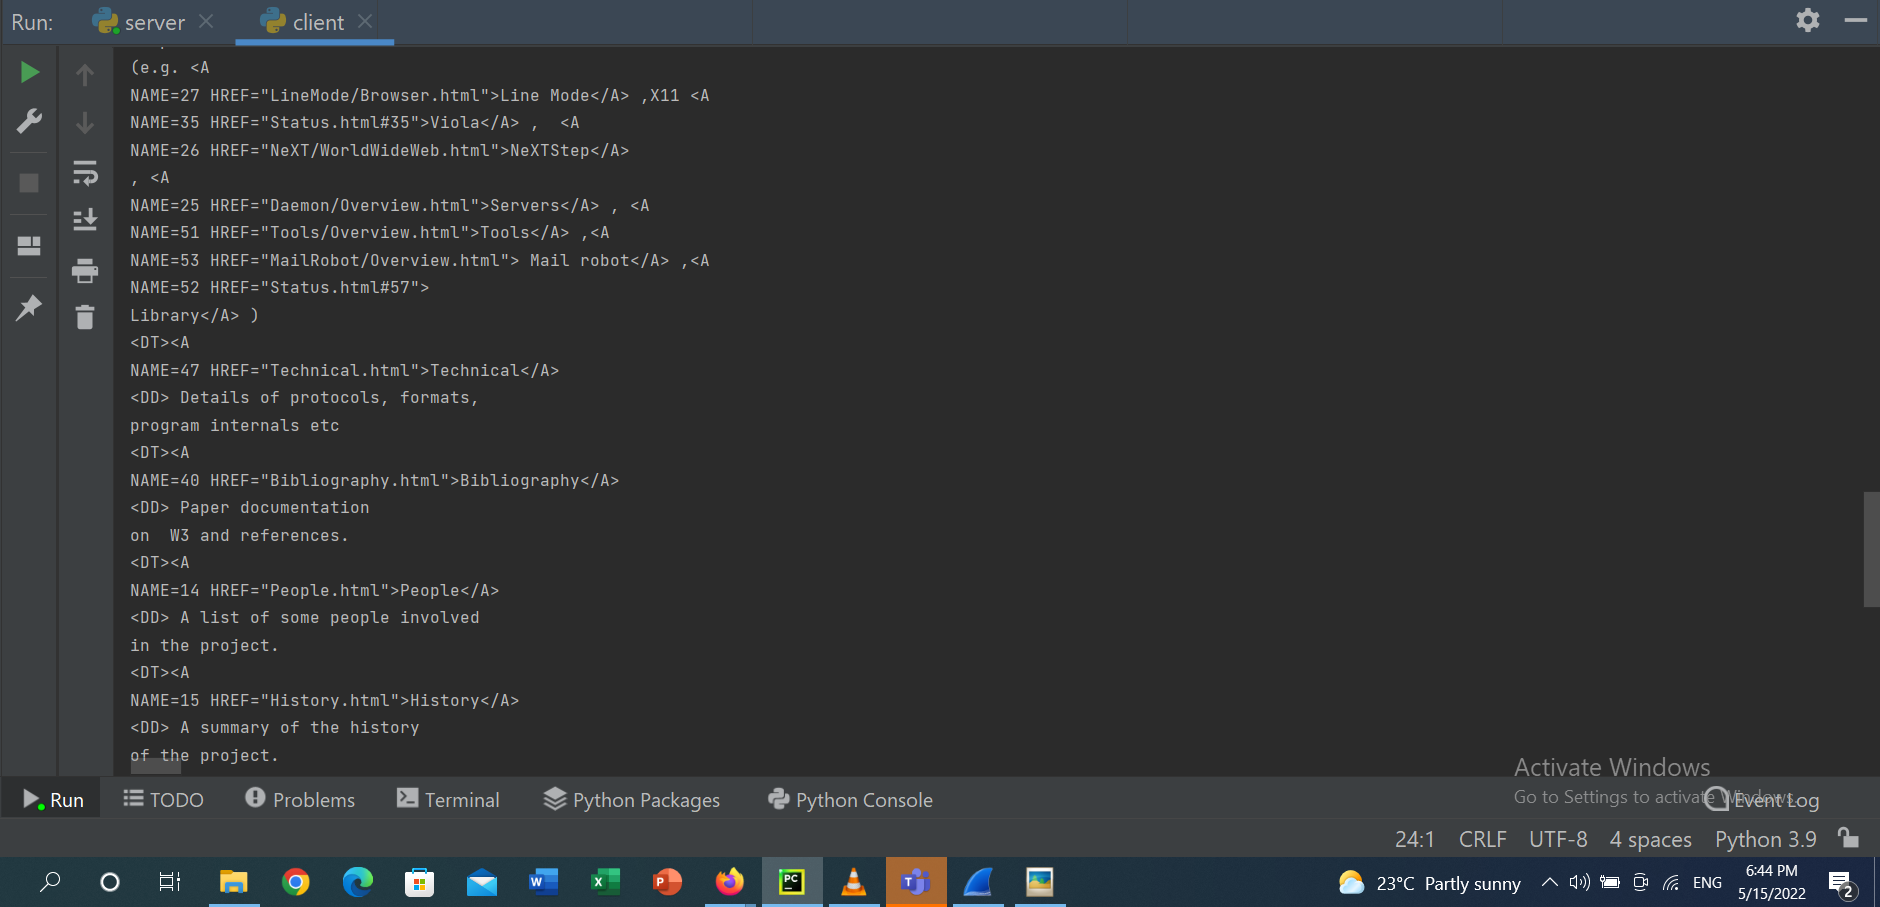 Run: server client
(e.g. <A
NAME=27 HREF="LineMode/Browser.html">Line Mode</A> ,X11 <A
NAME=35 HREF="Status.html#35">Viola</A> ,  <A
NAME=26 HREF="NeXT/WorldWideWeb.html">NeXTStep</A>
, <A
NAME=25 HREF="Daemon/Overview.html">Servers</A> , <A
NAME=51 HREF="Tools/Overview.html">Tools</A> ,<A
NAME=53 HREF="MailRobot/Overview.html"> Mail robot</A> ,<A
NAME=52 HREF="Status.html#57">
Library</A> )
<DT><A
NAME=47 HREF="Technical.html">Technical</A>
<DD> Details of protocols, formats,
program internals etc
<DT><A
NAME=40 HREF="Bibliography.html">Bibliography</A>
<DD> Paper documentation
on  W3 and references.
<DT><A
NAME=14 HREF="People.html">People</A>
<DD> A list of some people involved
in the project.
<DT><A
NAME=15 HREF="History.html">History</A>
<DD> A summary of the history
of the project.
Activate Windows
Go to Settings to activate Windows.
Run TODO Problems Terminal Python Packages Python Console Event Log
24:1 CRLF UTF-8 4 spaces Python 3.9
23°C Partly sunny ENG 6:44 PM
5/15/2022 2